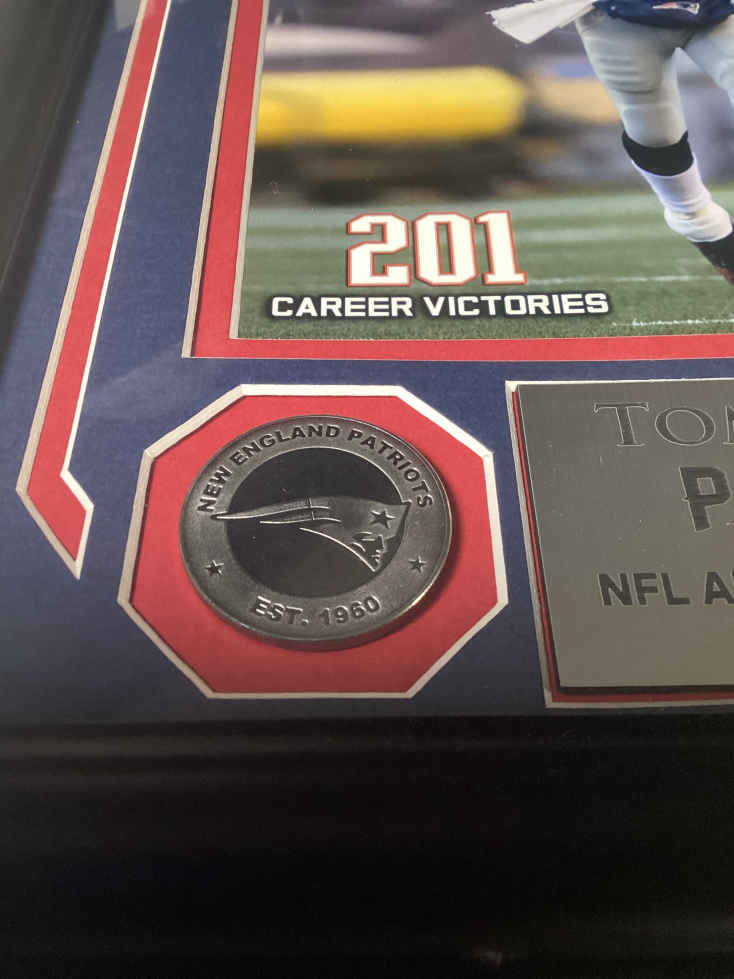 201
CAREER VICTORIES
NEW ENGLAND PATRIOTS
EST. 1960
NFL